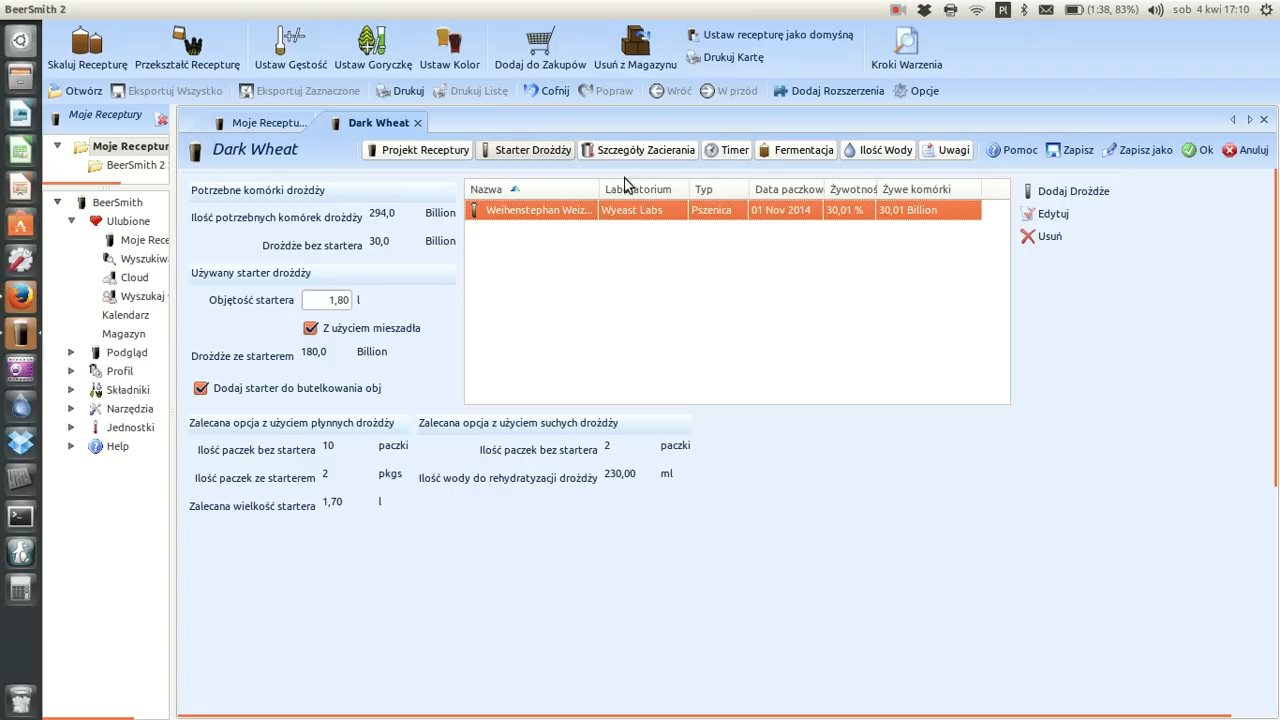 BeerSmith 2
Pl
(1:38, 83%)
sob 4 kwi 17:10
Skaluj Recepturę
Przekształć Recepturę
Ustaw Gęstość
Ustaw Goryczkę
Ustaw Kolor
Dodaj do Zakupów
Usuń z Magazynu
Ustaw recepturę jako domyślną
Drukuj Kartę
Kroki Warzenia
Otwórz
Eksportuj Wszystko
Eksportuj Zaznaczone
Drukuj
Drukuj Listę
Cofnij
Popraw
Wróć
W przód
Dodaj Rozszerzenia
Opcje
Moje Receptury
Moje Receptur
BeerSmith 2
BeerSmith
Ulubione
Moje Rece
Wyszukiwa
Cloud
Wyszukaj
Kalendarz
Magazyn
Podgląd
Profil
Składniki
Narzędzia
Jednostki
Help
Moje Receptu...
Dark Wheat
Dark Wheat
Projekt Receptury
Starter Drożdży
Szczegóły Zacierania
Timer
Fermentacja
Ilość Wody
Uwagi
Pomoc
Zapisz
Zapisz jako
Ok
Anuluj
Potrzebne komórki drożdży
Ilość potrzebnych komórek drożdży 294,0 Billion
Drożdże bez startera 30,0 Billion
Używany starter drożdży
Objętość startera 1,80 l
Z użyciem mieszadła
Drożdże ze starterem 180,0 Billion
Dodaj starter do butelkowania obj
Nazwa Typ Data paczkow Żywotnoś Żywe komórki
Weihenstephan Weiz... Wyeast Labs Pszenica 01 Nov 2014 30,01 % 30,01 Billion
Dodaj Drożdże
Edytuj
Usuń
Zalecana opcja z użyciem płynnych drożdży
Ilość paczek bez startera 10 paczki
Ilość paczek ze starterem 2 pkgs
Zalecana wielkość startera 1,70 l
Zalecana opcja z użyciem suchych drożdży
Ilość paczek bez startera 2 paczki
Ilość wody do rehydratyzacji drożdży 230,00 ml